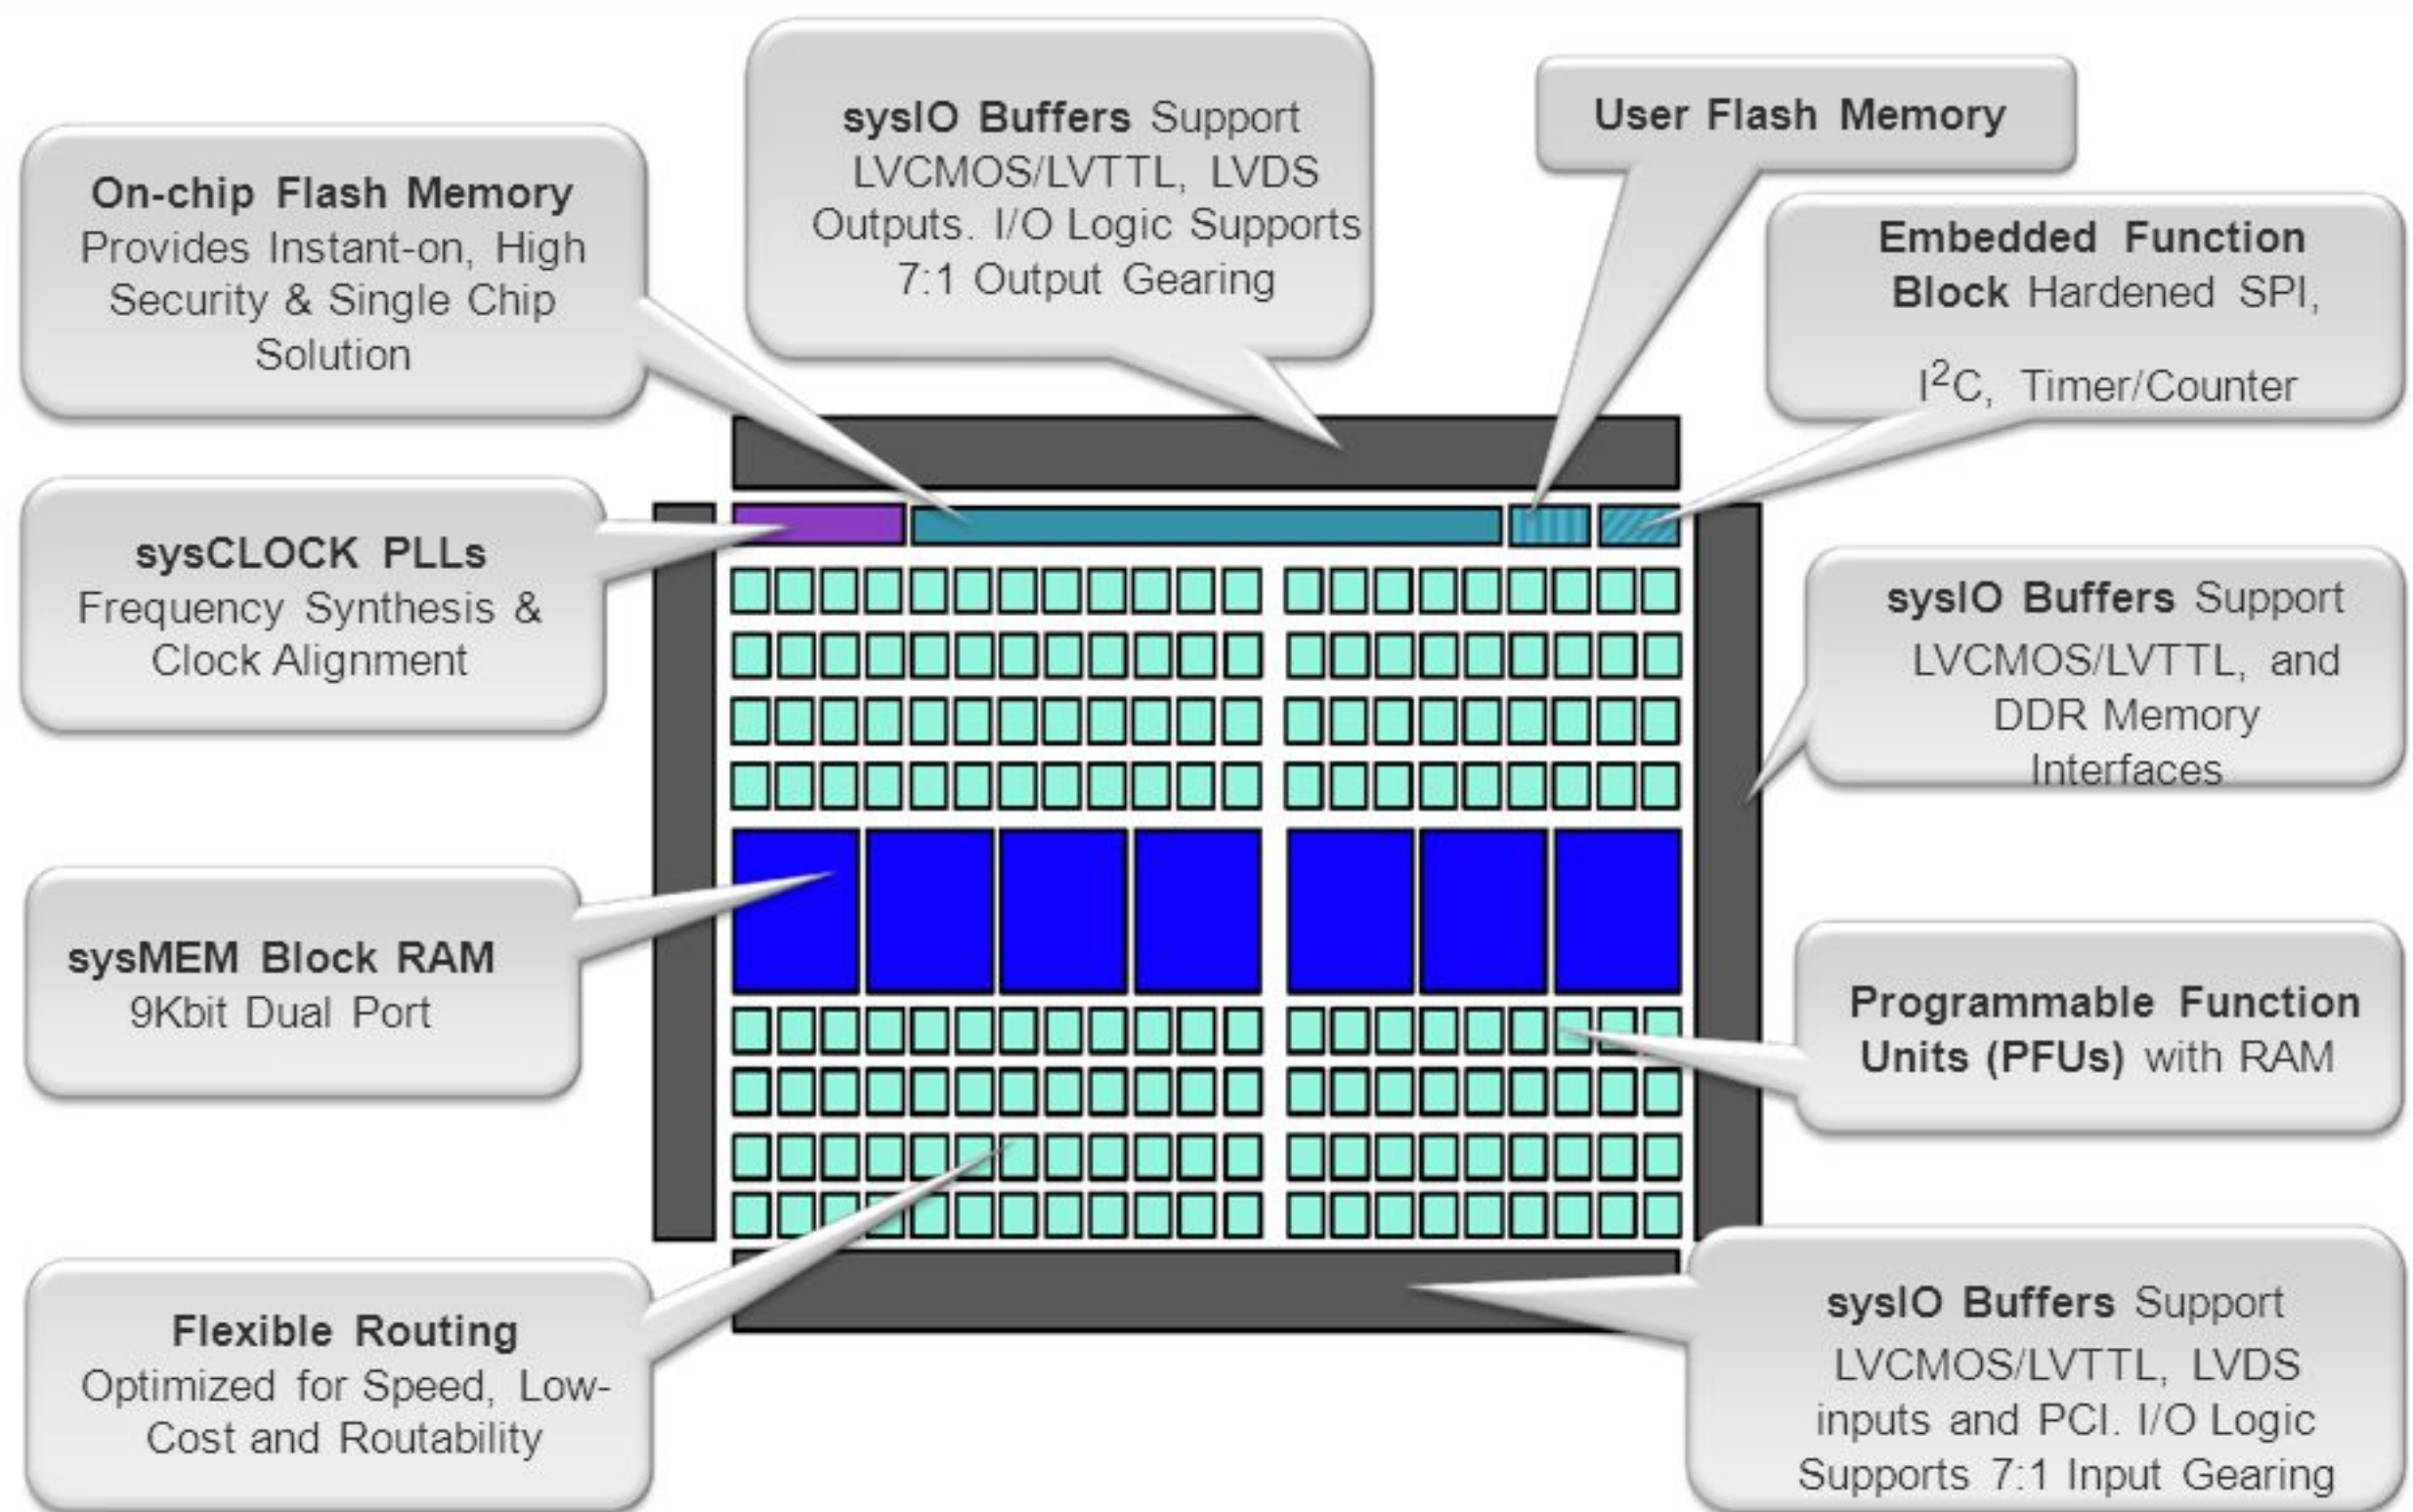 sysIO Buffers Support
LVCMOS/LVTTL, LVDS
Outputs. I/O Logic Supports
7:1 Output Gearing
User Flash Memory
On-chip Flash Memory
Provides Instant-on, High
Security & Single Chip
Solution
Embedded Function
Block Hardened SPI,
I²C, Timer/Counter
sysCLOCK PLLs
Frequency Synthesis &
Clock Alignment
sysIO Buffers Support
LVCMOS/LVTTL, and
DDR Memory
Interfaces
sysMEM Block RAM
9Kbit Dual Port
Programmable Function
Units (PFUs) with RAM
Flexible Routing
Optimized for Speed, Low-
Cost and Routability
sysIO Buffers Support
LVCMOS/LVTTL, LVDS
inputs and PCI. I/O Logic
Supports 7:1 Input Gearing